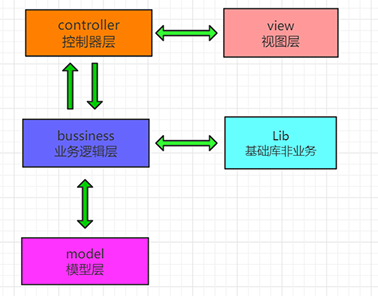 controller
控制器层
view
视图层
bussiness
业务逻辑层
Lib
基础库非业务
model
模型层